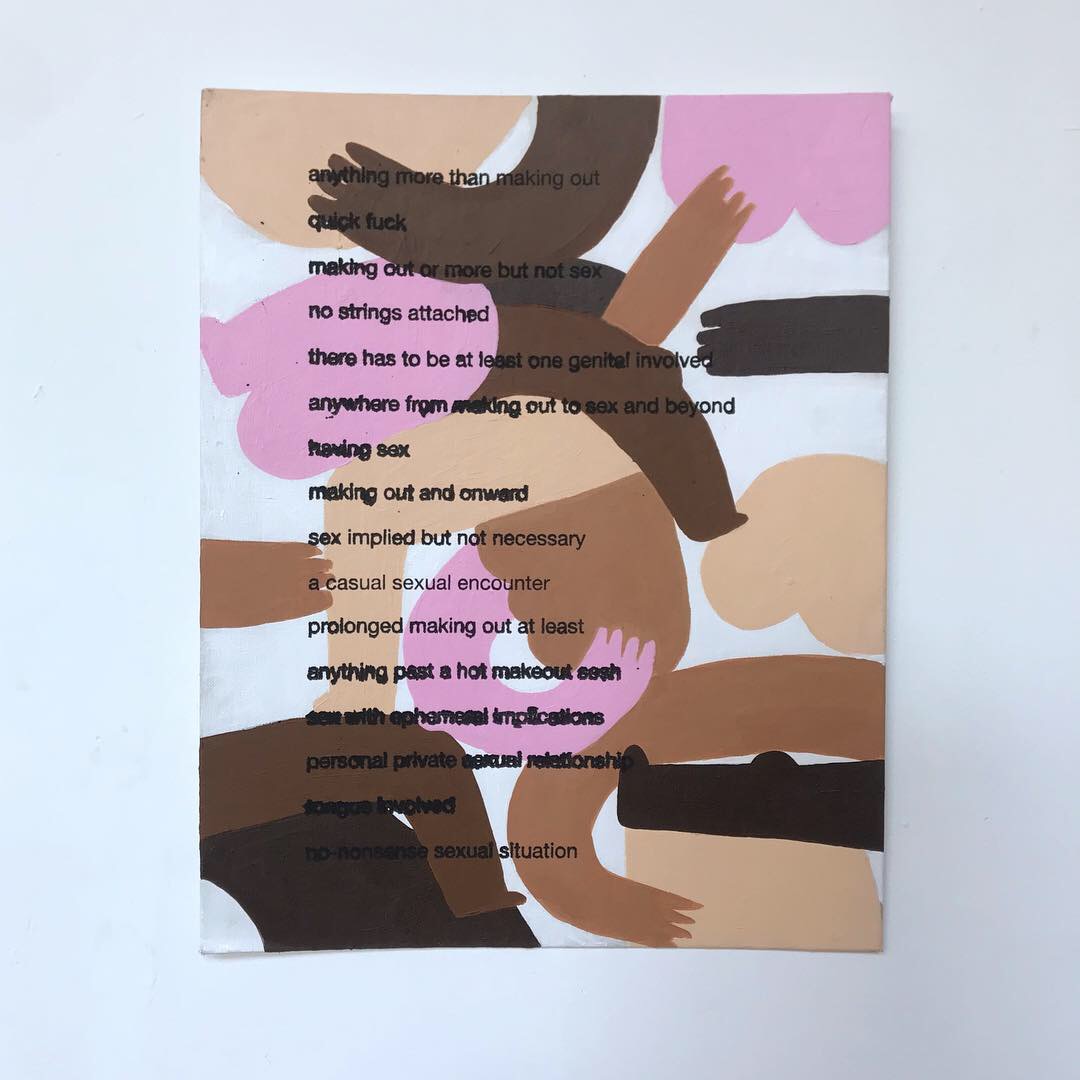 anything more than making out
quick fuck
making out or more but not sex
no strings attached
there has to be at least one genital involved
anywhere from making out to sex and beyond
having sex
making out and onward
sex implied but not necessary
a casual sexual encounter
prolonged making out at least
anything past a hot makeout sesh
sex with ephemeral implications
personal private sexual relationship
tongue involved
no-nonsense sexual situation